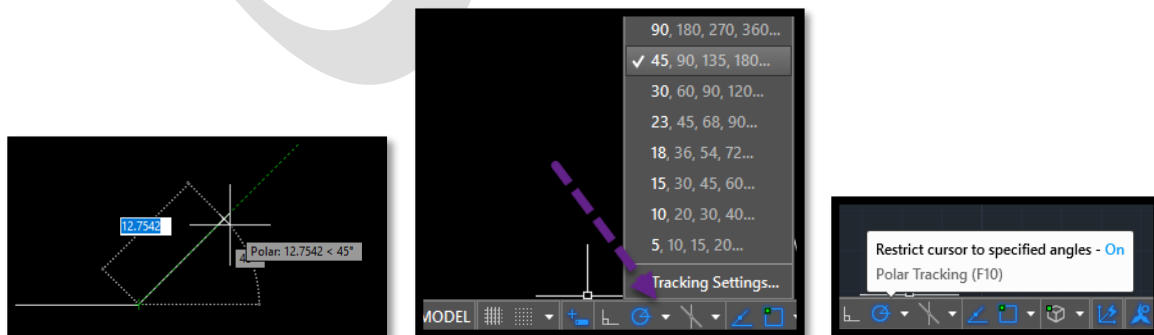 12.7542
Polar: 12.7542 < 45°
90, 180, 270, 360...
45, 90, 135, 180...
30, 60, 90, 120...
23, 45, 68, 90...
18, 36, 54, 72...
15, 30, 45, 60...
10, 20, 30, 40...
5, 10, 15, 20...
Tracking Settings...
MODEL
Restrict cursor to specified angles - On
Polar Tracking (F10)